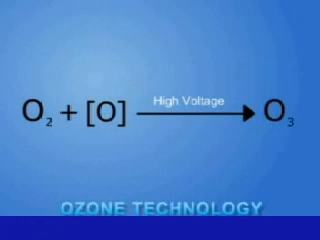 High Voltage
O₂ + [O] → O₃
OZONE TECHNOLOGY